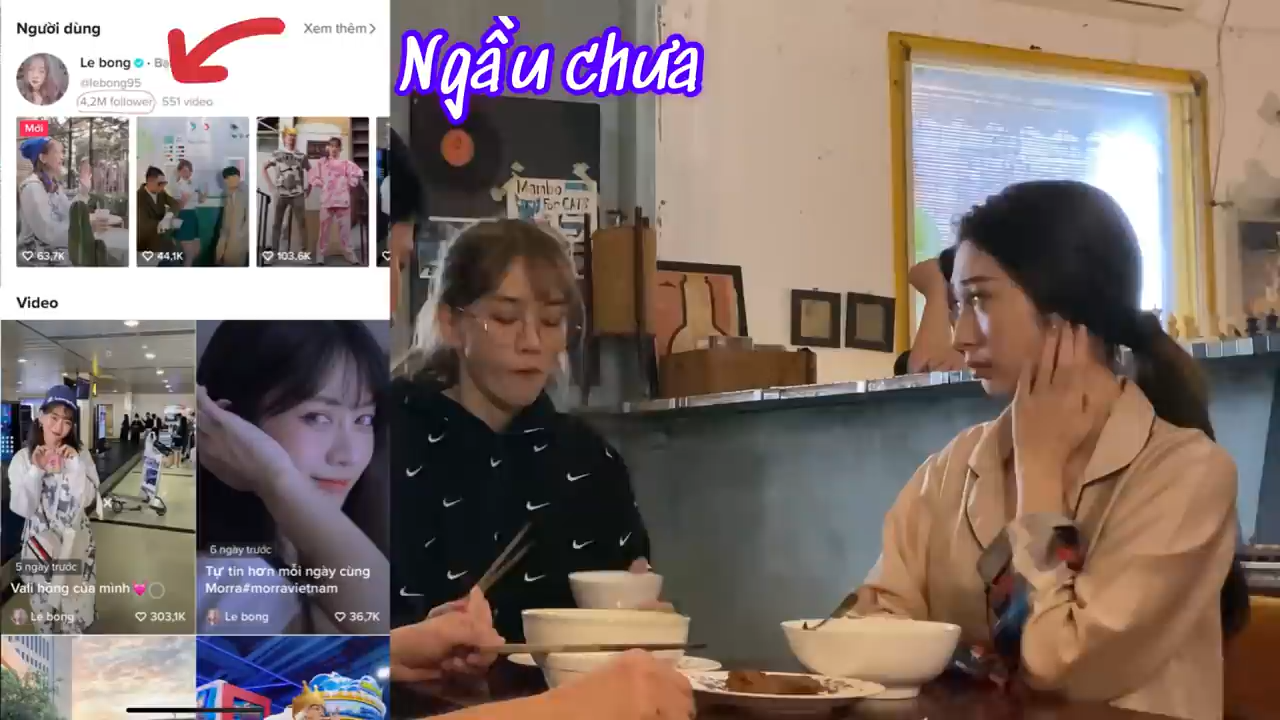 Người dùng
Xem thêm
Le bong
@lebong95
4,2M follower 551 video
Mới
63,7K
44,1K
103,6K
Video
5 ngày trước
Vali hồng của mình
Le bong
303,1K
6 ngày trước
Tự tin hơn mỗi ngày cùng
Morra#morravietnam
Le bong
36,7K
Ngầu chưa
Mambo
For CATS